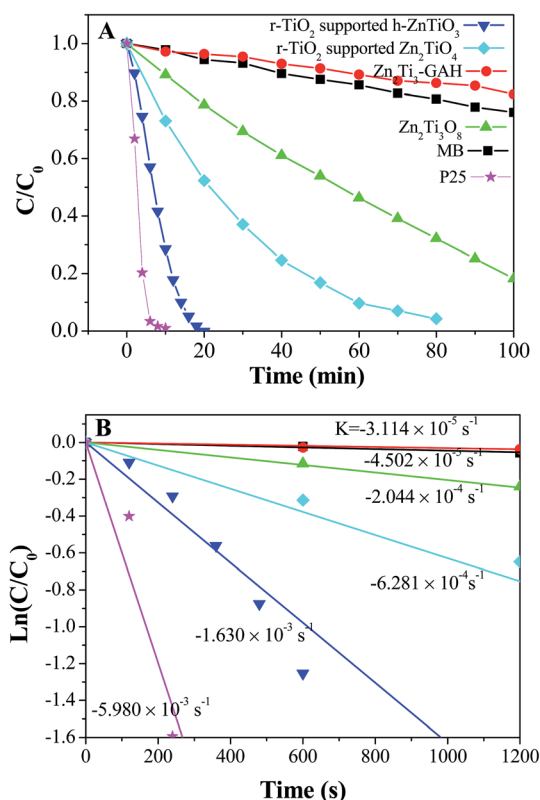 A
r-TiO2 supported h-ZnTiO3
r-TiO2 supported Zn2TiO4
Zn2Ti3-GAH
Zn2Ti3O8
MB
P25
C/C0
1.0
0.8
0.6
0.4
0.2
0.0
0 20 40 60 80 100
Time (min)
B
K=-3.114 × 10-5 s-1
-4.502 × 10-5 s-1
-2.044 × 10-4 s-1
-6.281 × 10-4 s-1
-1.630 × 10-3 s-1
-5.980 × 10-3 s-1
Ln(C/C0)
0.0
-0.2
-0.4
-0.6
-0.8
-1.0
-1.2
-1.4
-1.6
0 200 400 600 800 1000 1200
Time (s)